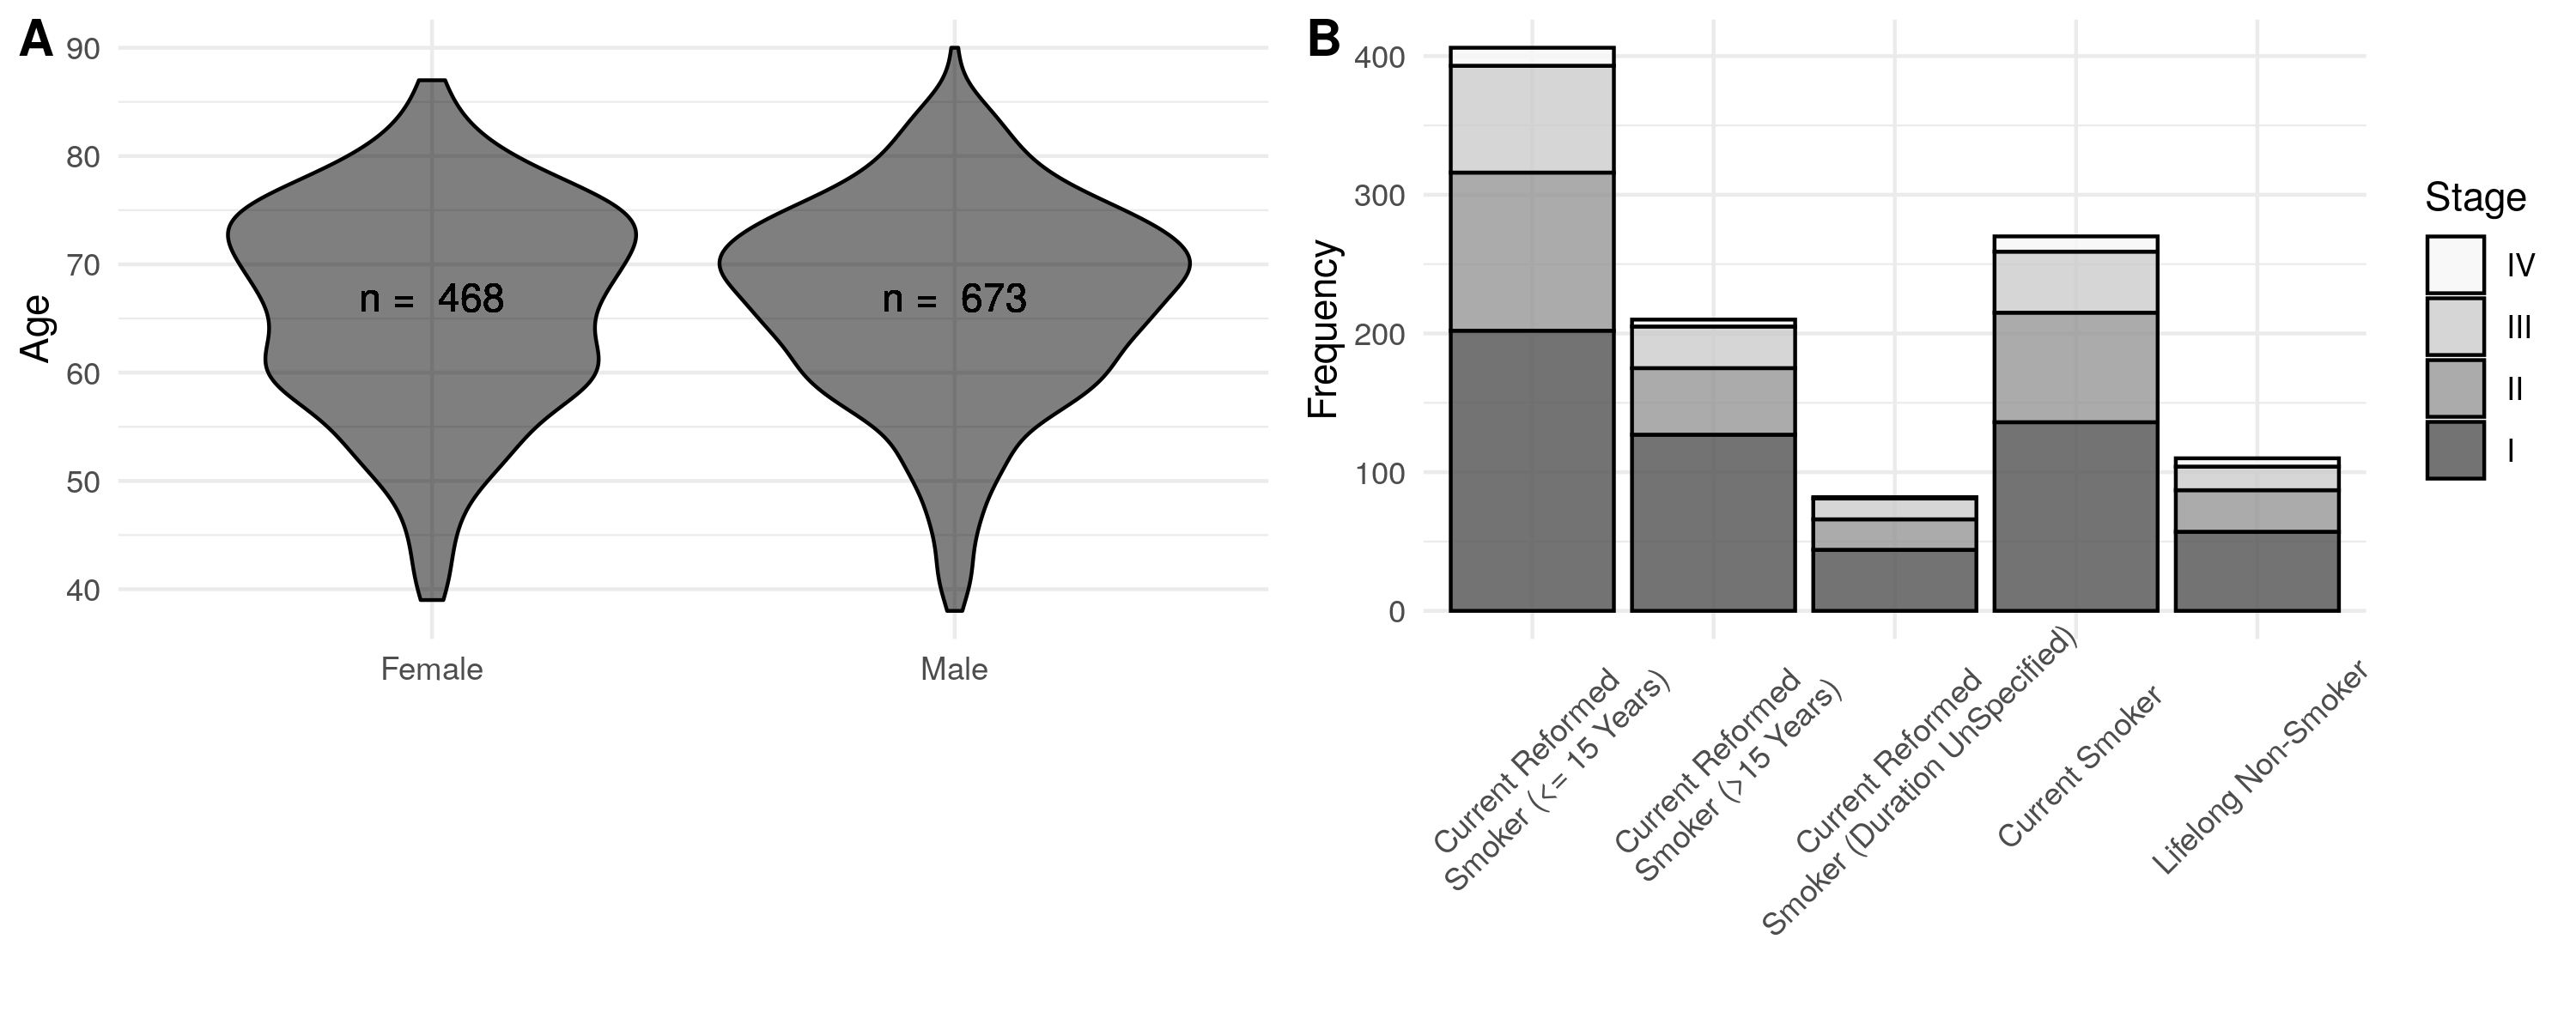 A
90
80
70
60
50
40
Age
n = 468
n = 673
Female
Male
B
400
300
200
100
0
Frequency
Current Reformed
Smoker (<= 15 Years)
Current Reformed
Smoker (>15 Years)
Current Reformed
Smoker (Duration UnSpecified)
Current Smoker
Lifelong Non-Smoker
Stage
IV
III
II
I